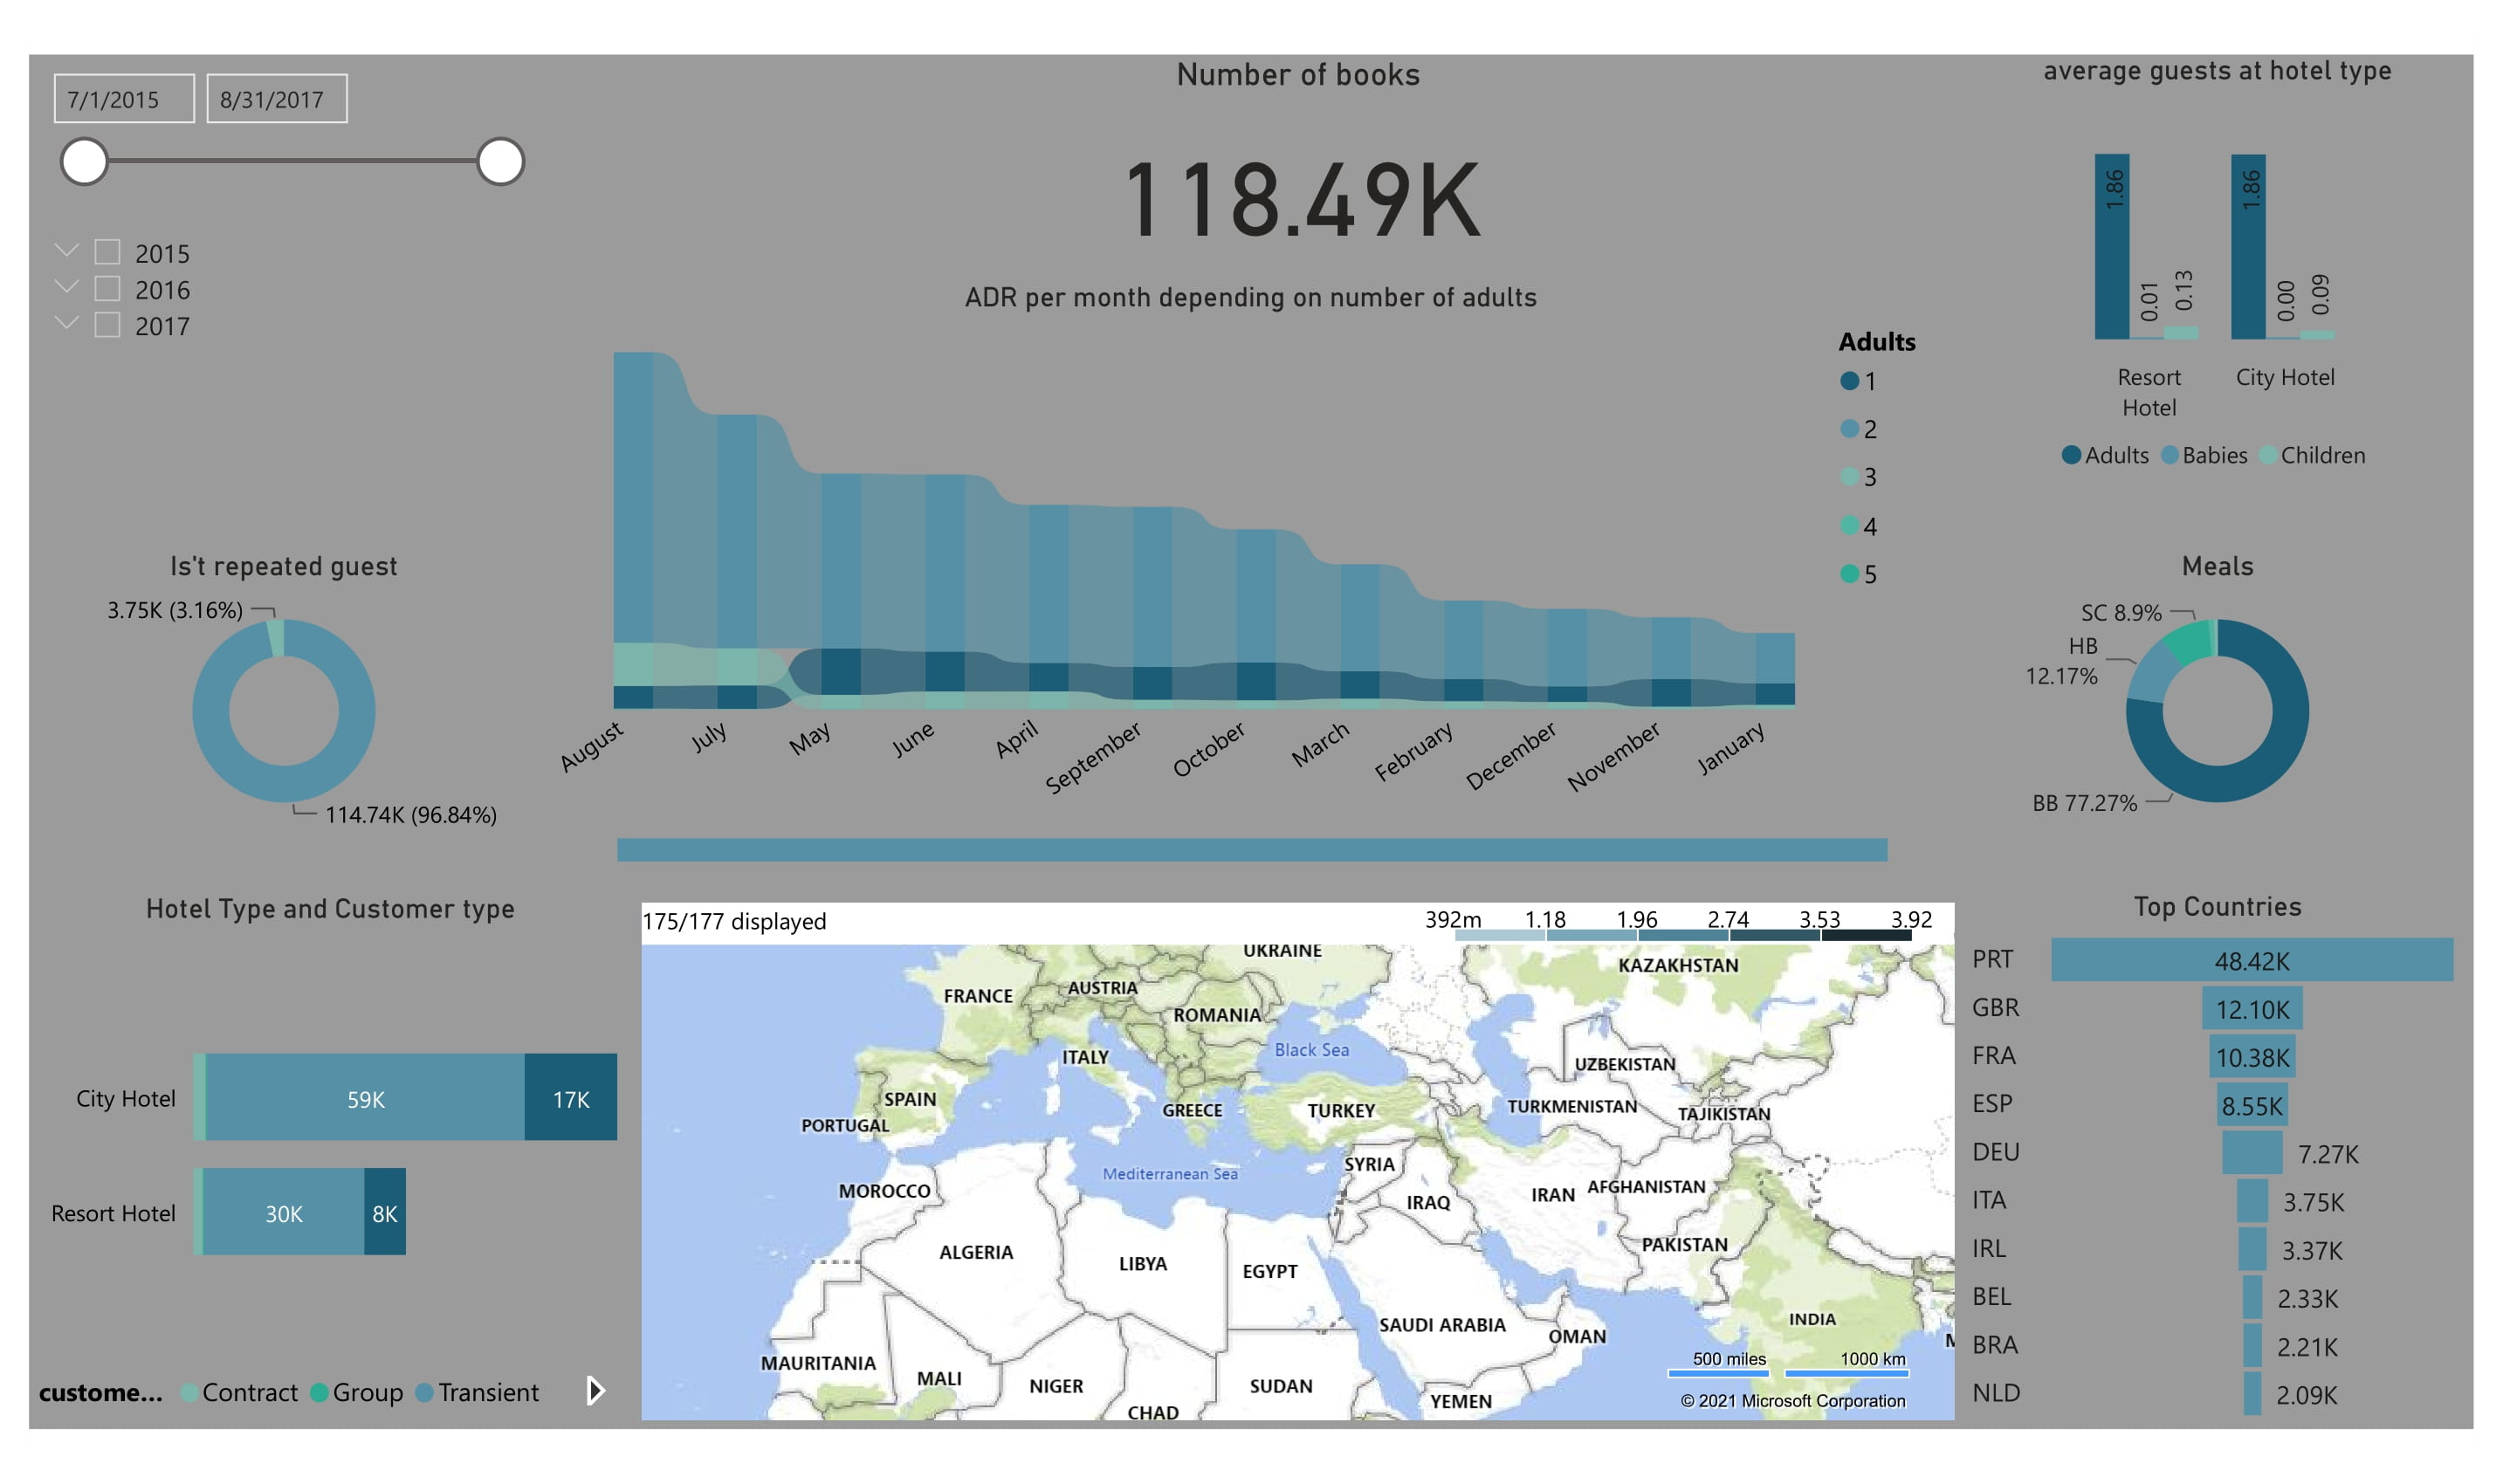 7/1/2015
8/31/2017
2015
2016
2017
Number of books
118.49K
average guests at hotel type
1.86
0.01
0.13
1.86
0.00
0.09
Resort
Hotel
City Hotel
Adults
Babies
Children
ADR per month depending on number of adults
Adults
1
2
3
4
5
August
July
May
June
April
September
October
March
February
December
November
January
Is't repeated guest
3.75K (3.16%)
114.74K (96.84%)
Meals
SC 8.9%
HB
12.17%
BB 77.27%
Hotel Type and Customer type
City Hotel
59K
17K
Resort Hotel
30K
8K
custome...
Contract
Group
Transient
175/177 displayed
392m
1.18
1.96
2.74
3.53
3.92
UKRAINE
KAZAKHSTAN
FRANCE
AUSTRIA
ROMANIA
ITALY
Black Sea
UZBEKISTAN
SPAIN
GREECE
TURKEY
TURKMENISTAN
TAJIKISTAN
PORTUGAL
SYRIA
Mediterranean Sea
MOROCCO
IRAQ
IRAN
AFGHANISTAN
ALGERIA
LIBYA
EGYPT
PAKISTAN
SAUDI ARABIA
OMAN
INDIA
M
MAURITANIA
MALI
NIGER
SUDAN
CHAD
YEMEN
500 miles
1000 km
© 2021 Microsoft Corporation
Top Countries
PRT 48.42K
GBR 12.10K
FRA 10.38K
ESP 8.55K
DEU 7.27K
ITA 3.75K
IRL 3.37K
BEL 2.33K
BRA 2.21K
NLD 2.09K